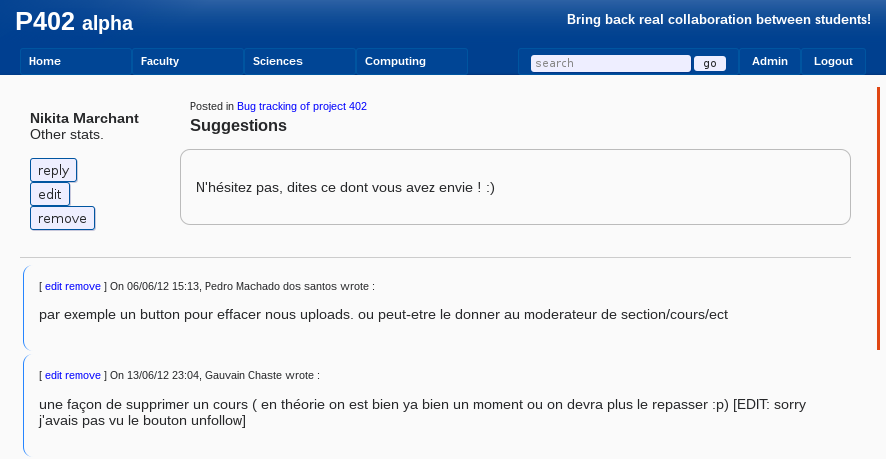 P402 alpha
Bring back real collaboration between students!
Home Faculty Sciences Computing search go Admin Logout
Posted in Bug tracking of project 402
Nikita Marchant
Suggestions
Other stats.
reply
N'hésitez pas, dites ce dont vous avez envie ! :)
edit
remove
[ edit remove ] On 06/06/12 15:13, Pedro Machado dos santos wrote :
par exemple un button pour effacer nous uploads. ou peut-etre le donner au moderateur de section/cours/ect
[ edit remove ] On 13/06/12 23:04, Gauvain Chaste wrote :
une façon de supprimer un cours ( en théorie on est bien ya bien un moment ou on devra plus le repasser :p) [EDIT: sorry
j'avais pas vu le bouton unfollow]